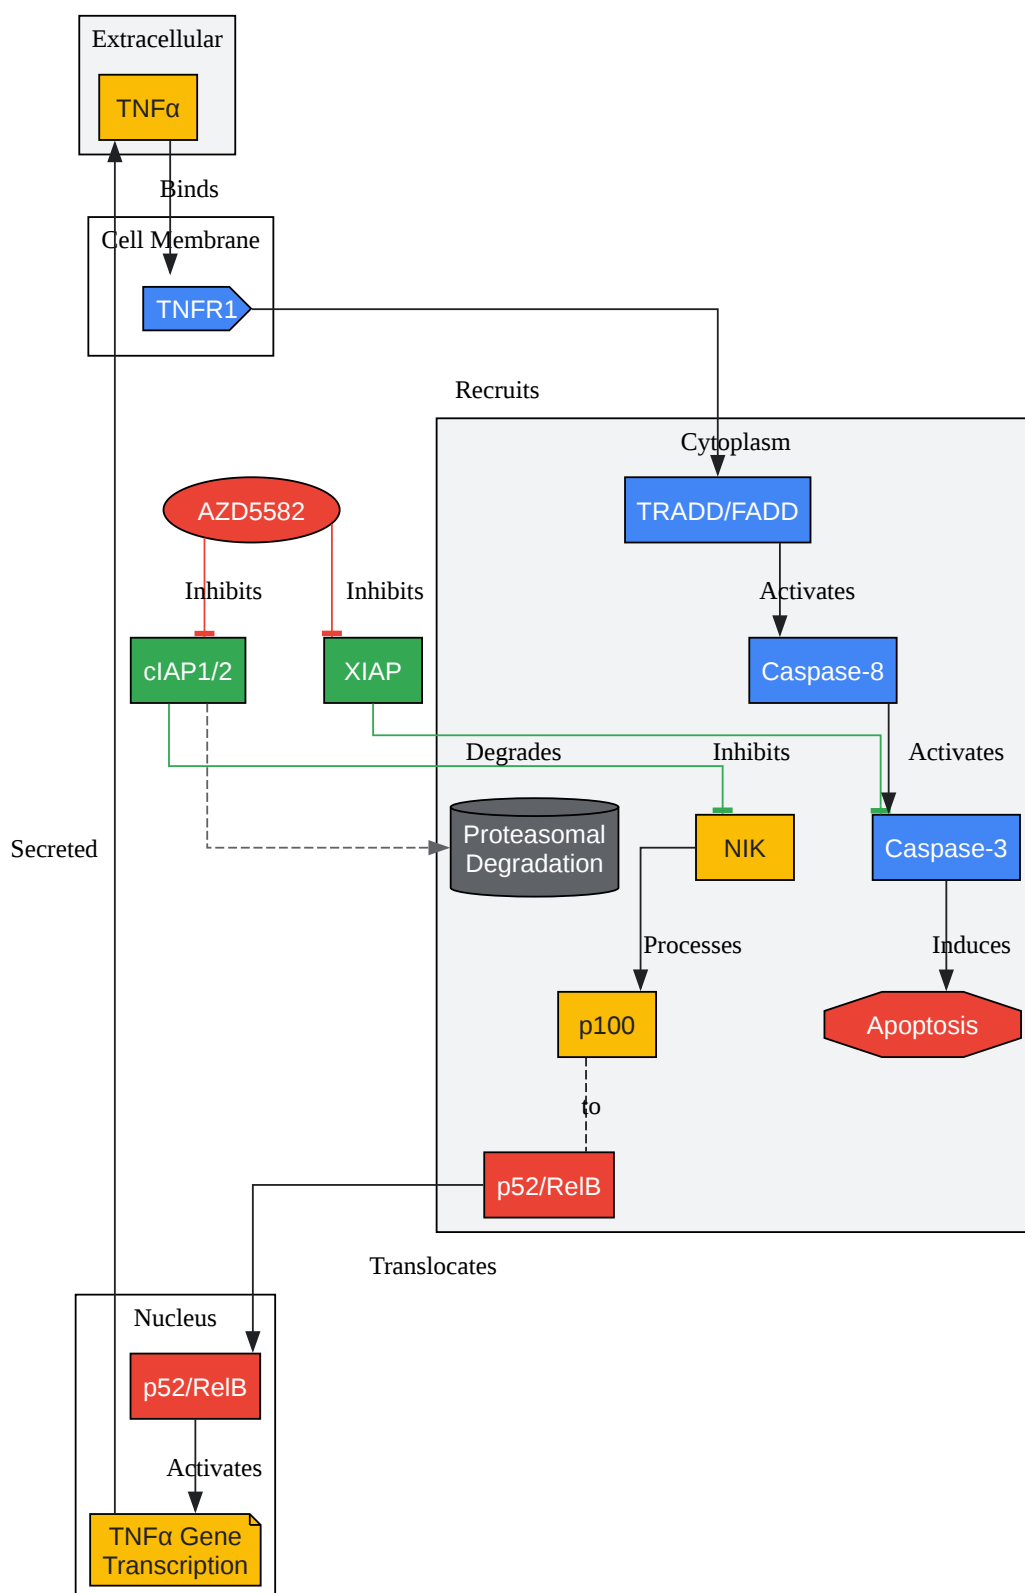 Extracellular
TNFα
Binds
Cell Membrane
TNFR1
Recruits
Cytoplasm
AZD5582
TRADD/FADD
Inhibits
Inhibits
Activates
cIAP1/2
XIAP
Caspase-8
Degrades
Inhibits
Activates
Secreted
Proteasomal
Degradation
NIK
Caspase-3
Processes
Induces
p100
Apoptosis
to
p52/RelB
Translocates
Nucleus
p52/RelB
Activates
TNFα Gene
Transcription